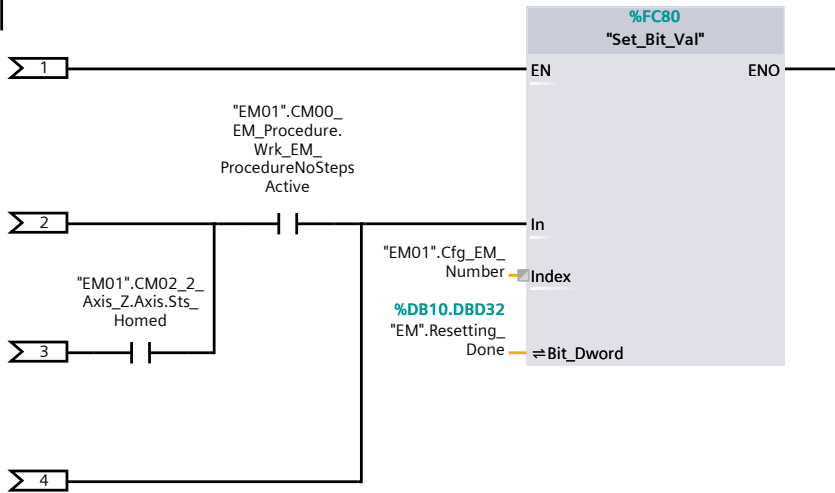 %FC80
"Set_Bit_Val"
1
EN
ENO
"EM01".CM00_
EM_Procedure.
Wrk_EM_
ProcedureNoSteps
Active
2
In
"EM01".Cfg_EM_
Number
Index
"EM01".CM02_2_
Axis_Z.Axis.Sts_
Homed
%DB10.DBD32
"EM".Resetting_
Done
⇌Bit_Dword
3
4